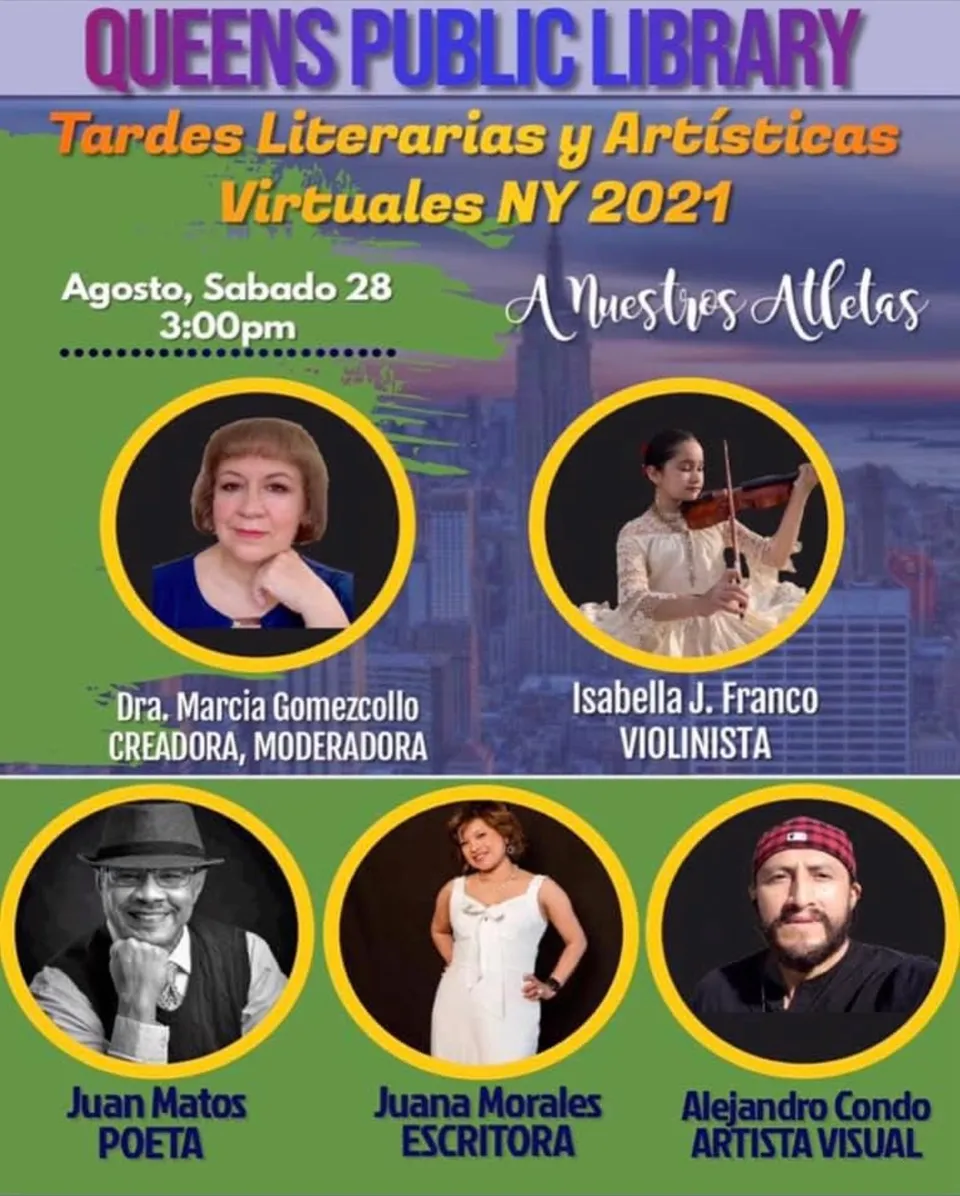 QUEENS PUBLIC LIBRARY
Tardes Literarias y Artísticas
Virtuales NY 2021
Agosto, Sabado 28
3:00pm
A Nuestros Atletas
Dra. Marcia Gomezcollo
CREADORA, MODERADORA
Isabella J. Franco
VIOLINISTA
Juan Matos
POETA
Juana Morales
ESCRITORA
Alejandro Condo
ARTISTA VISUAL